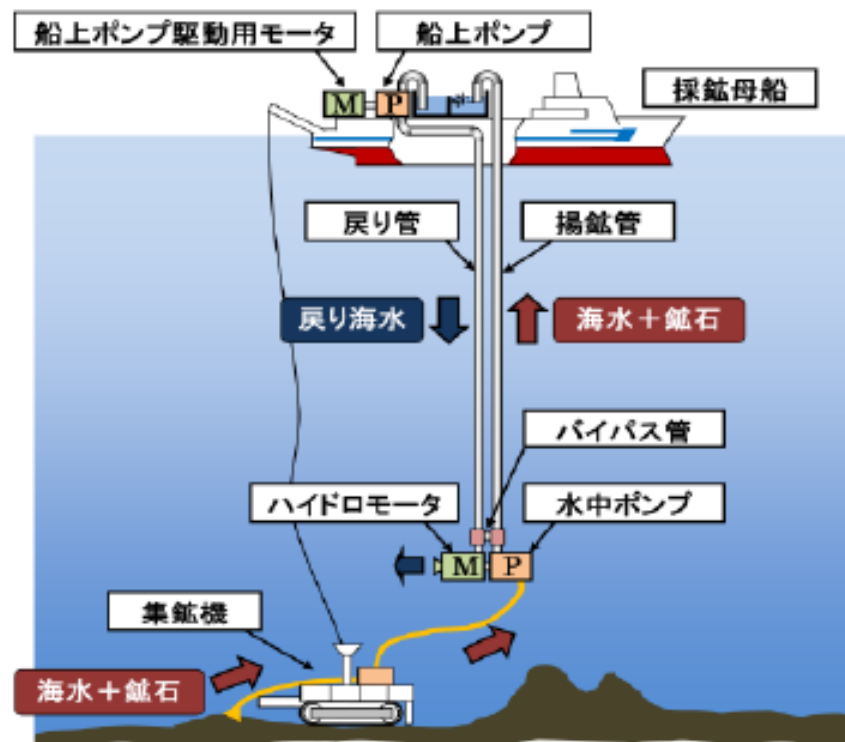 船上ポンプ駆動用モータ
船上ポンプ
採鉱母船
M
P
戻り管
揚鉱管
戻り海水
海水＋鉱石
バイパス管
ハイドロモータ
水中ポンプ
M
P
集鉱機
海水＋鉱石